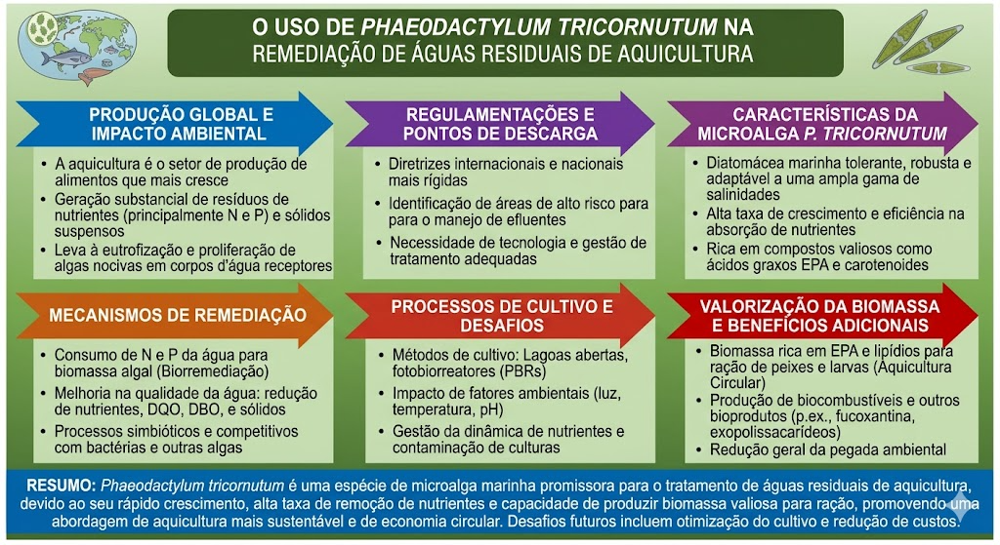 O USO DE PHAEODACTYLUM TRICORNUTUM NA
REMEDIAÇÃO DE ÁGUAS RESIDUAIS DE AQUICULTURA
PRODUÇÃO GLOBAL E
IMPACTO AMBIENTAL
• A aquicultura é o setor de produção de
alimentos que mais cresce
• Geração substancial de resíduos de
nutrientes (principalmente N e P) e sólidos
suspensos
• Leva à eutrofização e proliferação de
algas nocivas em corpos d'água receptores
REGULAMENTAÇÕES E
PONTOS DE DESCARGA
• Diretrizes internacionais e nacionais
mais rígidas
• Identificação de áreas de alto risco para
para o manejo de efluentes
• Necessidade de tecnologia e gestão de
tratamento adequadas
CARACTERÍSTICAS DA
MICROALGA P. TRICORNUTUM
• Diatomácea marinha tolerante, robusta e
adaptável a uma ampla gama de
salinidades
• Alta taxa de crescimento e eficiência na
absorção de nutrientes
• Rica em compostos valiosos como
ácidos graxos EPA e carotenoides
MECANISMOS DE REMEDIAÇÃO
• Consumo de N e P da água para
biomassa algal (Biorremediação)
• Melhoria na qualidade da água: redução
de nutrientes, DQO, DBO, e sólidos
• Processos simbióticos e competitivos
com bactérias e outras algas
PROCESSOS DE CULTIVO E
DESAFIOS
• Métodos de cultivo: Lagoas abertas,
fotobiorreatores (PBRs)
• Impacto de fatores ambientais (luz,
temperatura, pH)
• Gestão da dinâmica de nutrientes e
contaminação de culturas
VALORIZAÇÃO DA BIOMASSA
E BENEFÍCIOS ADICIONAIS
• Biomassa rica em EPA e lipídios para
ração de peixes e larvas (Aquicultura
Circular)
• Produção de biocombustíveis e outros
bioprodutos (p.ex., fucoxantina,
exopolissacarídeos)
• Redução geral da pegada ambiental
RESUMO: Phaeodactylum tricornutum é uma espécie de microalga marinha promissora para o tratamento de águas residuais de aquicultura,
devido ao seu rápido crescimento, alta taxa de remoção de nutrientes e capacidade de produzir biomassa valiosa para ração, promovendo uma
abordagem de aquicultura mais sustentável e de economia circular. Desafios futuros incluem otimização do cultivo e redução de custos.